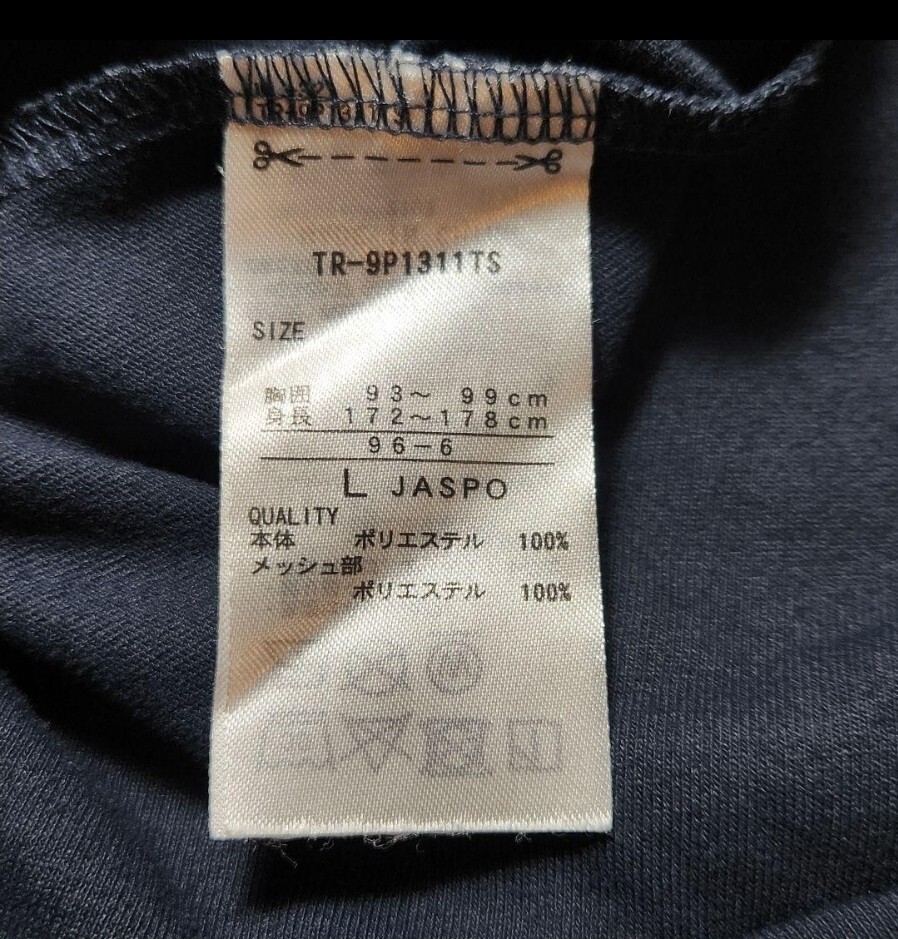 TR-9P1311TS
SIZE
胸囲 93～ 99cm
身長 172～178cm
96-6
L JASPO
QUALITY
本体 ポリエステル 100%
メッシュ部
ポリエステル 100%